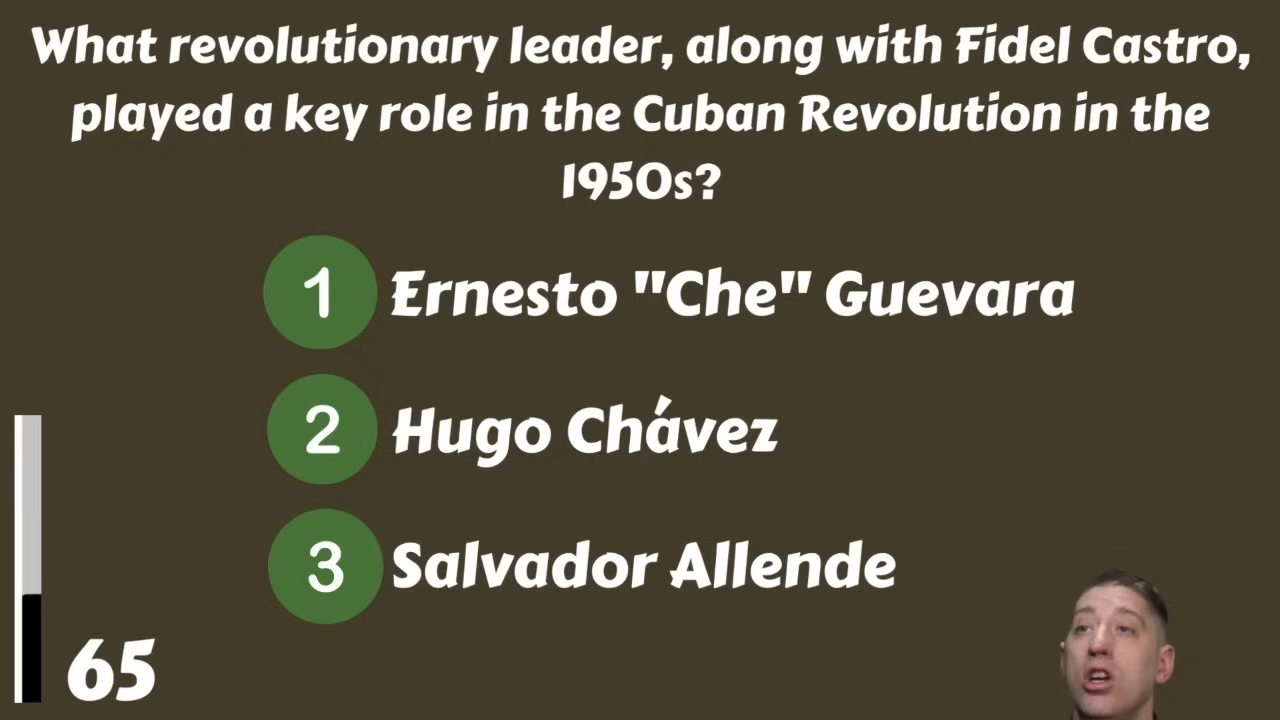 What revolutionary leader, along with Fidel Castro,
played a key role in the Cuban Revolution in the
1950s?
1 Ernesto "Che" Guevara
2 Hugo Chávez
3 Salvador Allende
65